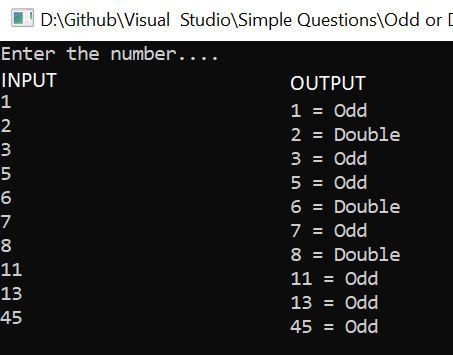 D:\Github\Visual Studio\Simple Questions\Odd or
Enter the number....
INPUT
1
2
3
5
6
7
8
11
13
45
OUTPUT
1 = Odd
2 = Double
3 = Odd
5 = Odd
6 = Double
7 = Odd
8 = Double
11 = Odd
13 = Odd
45 = Odd